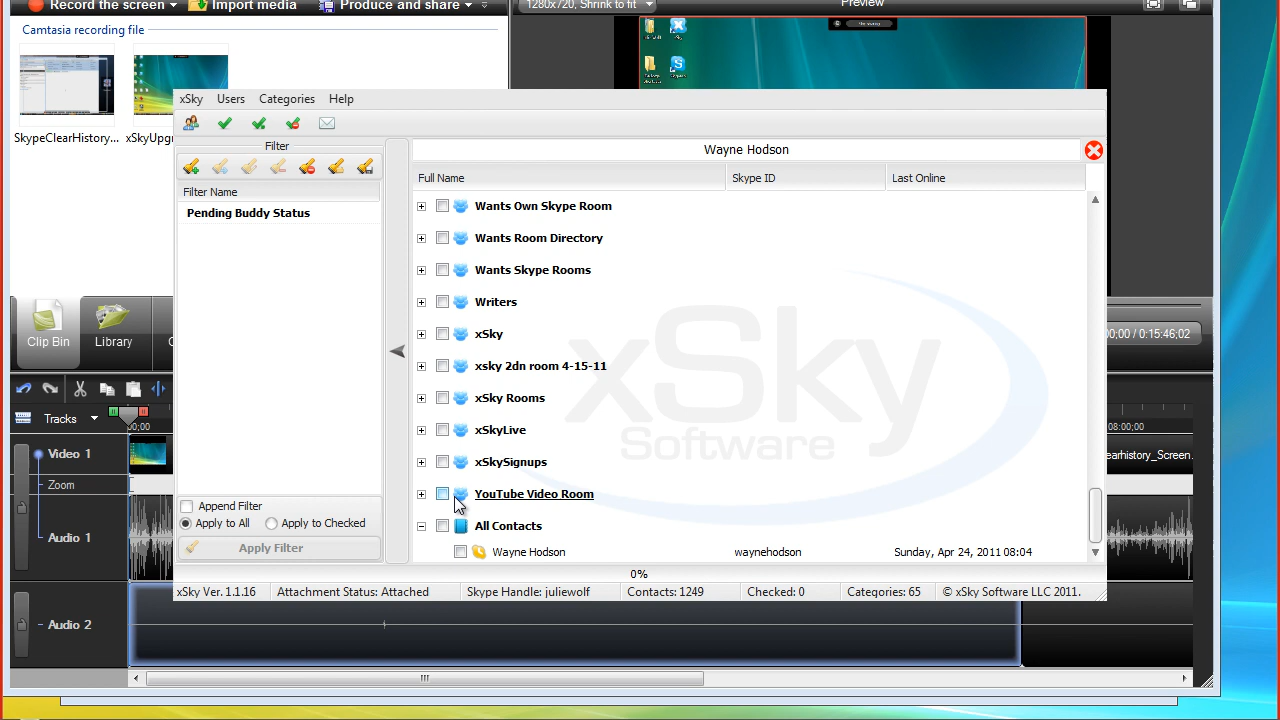 Record the screen
Import media
Produce and share
1280x720, Shrink to fit
Preview
Camtasia recording file
SkypeClearHistory...
xSkyUpgr
xSky Users Categories Help
Filter
Wayne Hodson
Filter Name
Full Name Skype ID Last Online
Pending Buddy Status
Wants Own Skype Room
Wants Room Directory
Wants Skype Rooms
Writers
xSky
xsky 2dn room 4-15-11
xSky Rooms
xSkyLive
xSkySignups
YouTube Video Room
All Contacts
Wayne Hodson waynehodson Sunday, Apr 24, 2011 08:04
xSky
Software
Append Filter
Apply to All Apply to Checked
Apply Filter
0%
xSky Ver. 1.1.16 Attachment Status: Attached Skype Handle: juliewolf Contacts: 1249 Checked: 0 Categories: 65 © xSky Software LLC 2011.
Clip Bin
Library
00;00 / 0:15:46;02
Tracks
00;00
08:00;00
Video 1
earhistory_Screen
Zoom
Audio 1
Audio 2